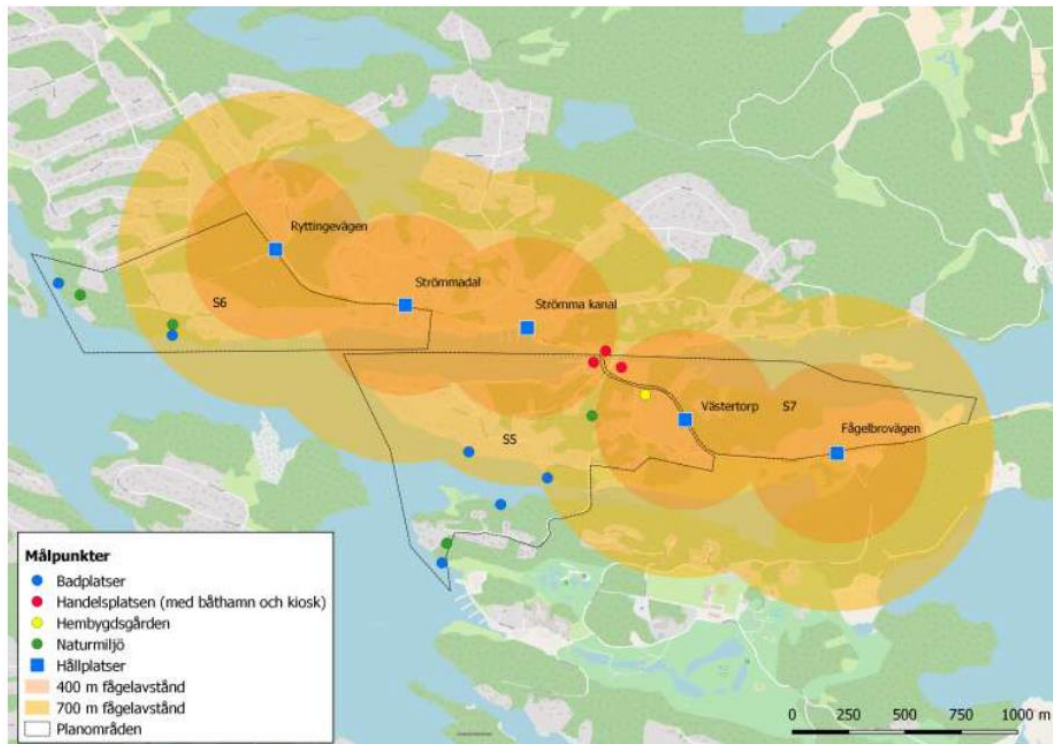 Ryttingevägen
Strömmadal
S6
Strömma kanal
Västertorp
S7
Fågelbrovägen
S5
Målpunkter
Badplatser
Handelsplatsen (med båthamn och kiosk)
Hembygdsgården
Naturmiljö
Hållplatser
400 m fågelavstånd
700 m fågelavstånd
Planområden
0 250 500 750 1000 m